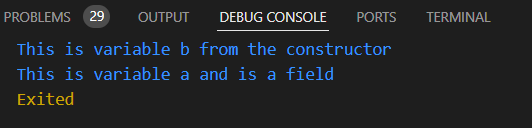 PROBLEMS 29 OUTPUT DEBUG CONSOLE PORTS TERMINAL
This is variable b from the constructor
This is variable a and is a field
Exited